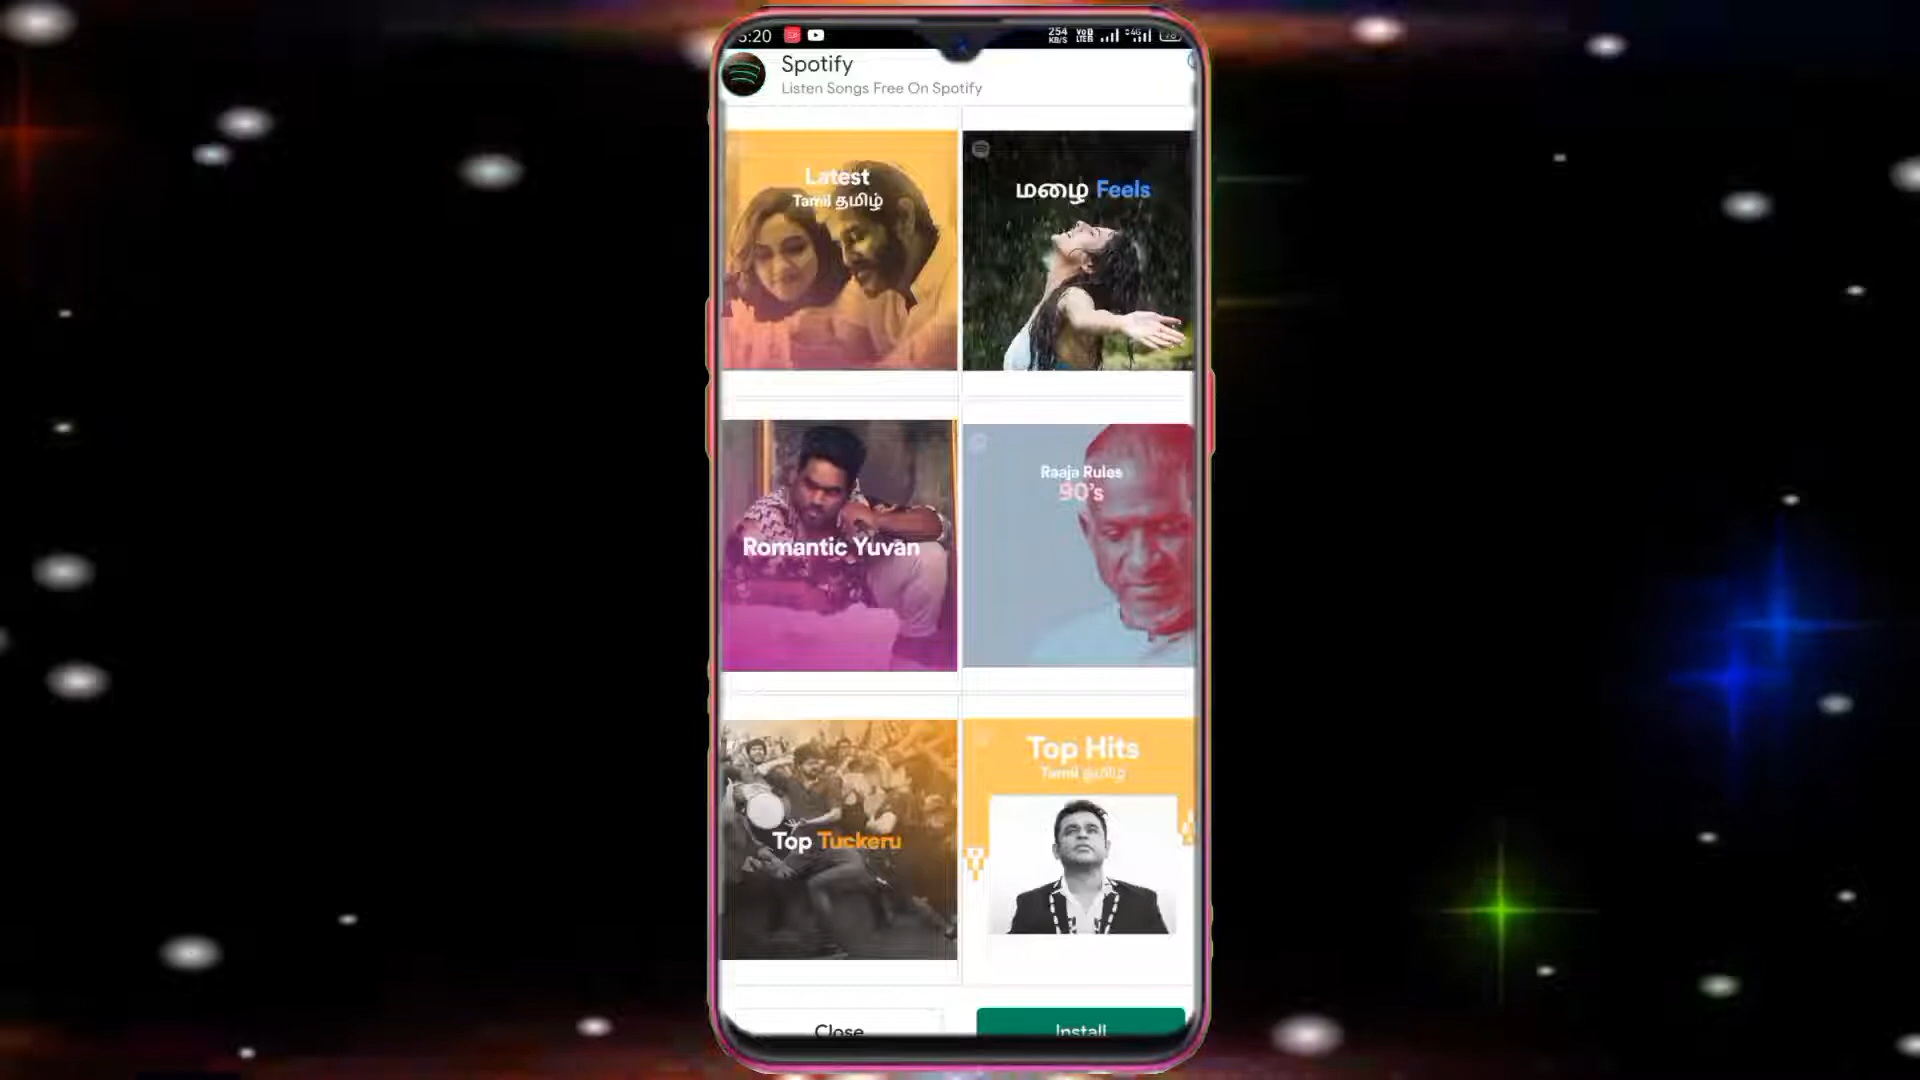 5:20
254
KB/S
Spotify
Listen Songs Free On Spotify
Latest
Tamil தமிழ்
மழை Feels
Romantic Yuvan
Raaja Rules
90's
Top Tuckeru
Top Hits
Tamil தமிழ்
Close
Install